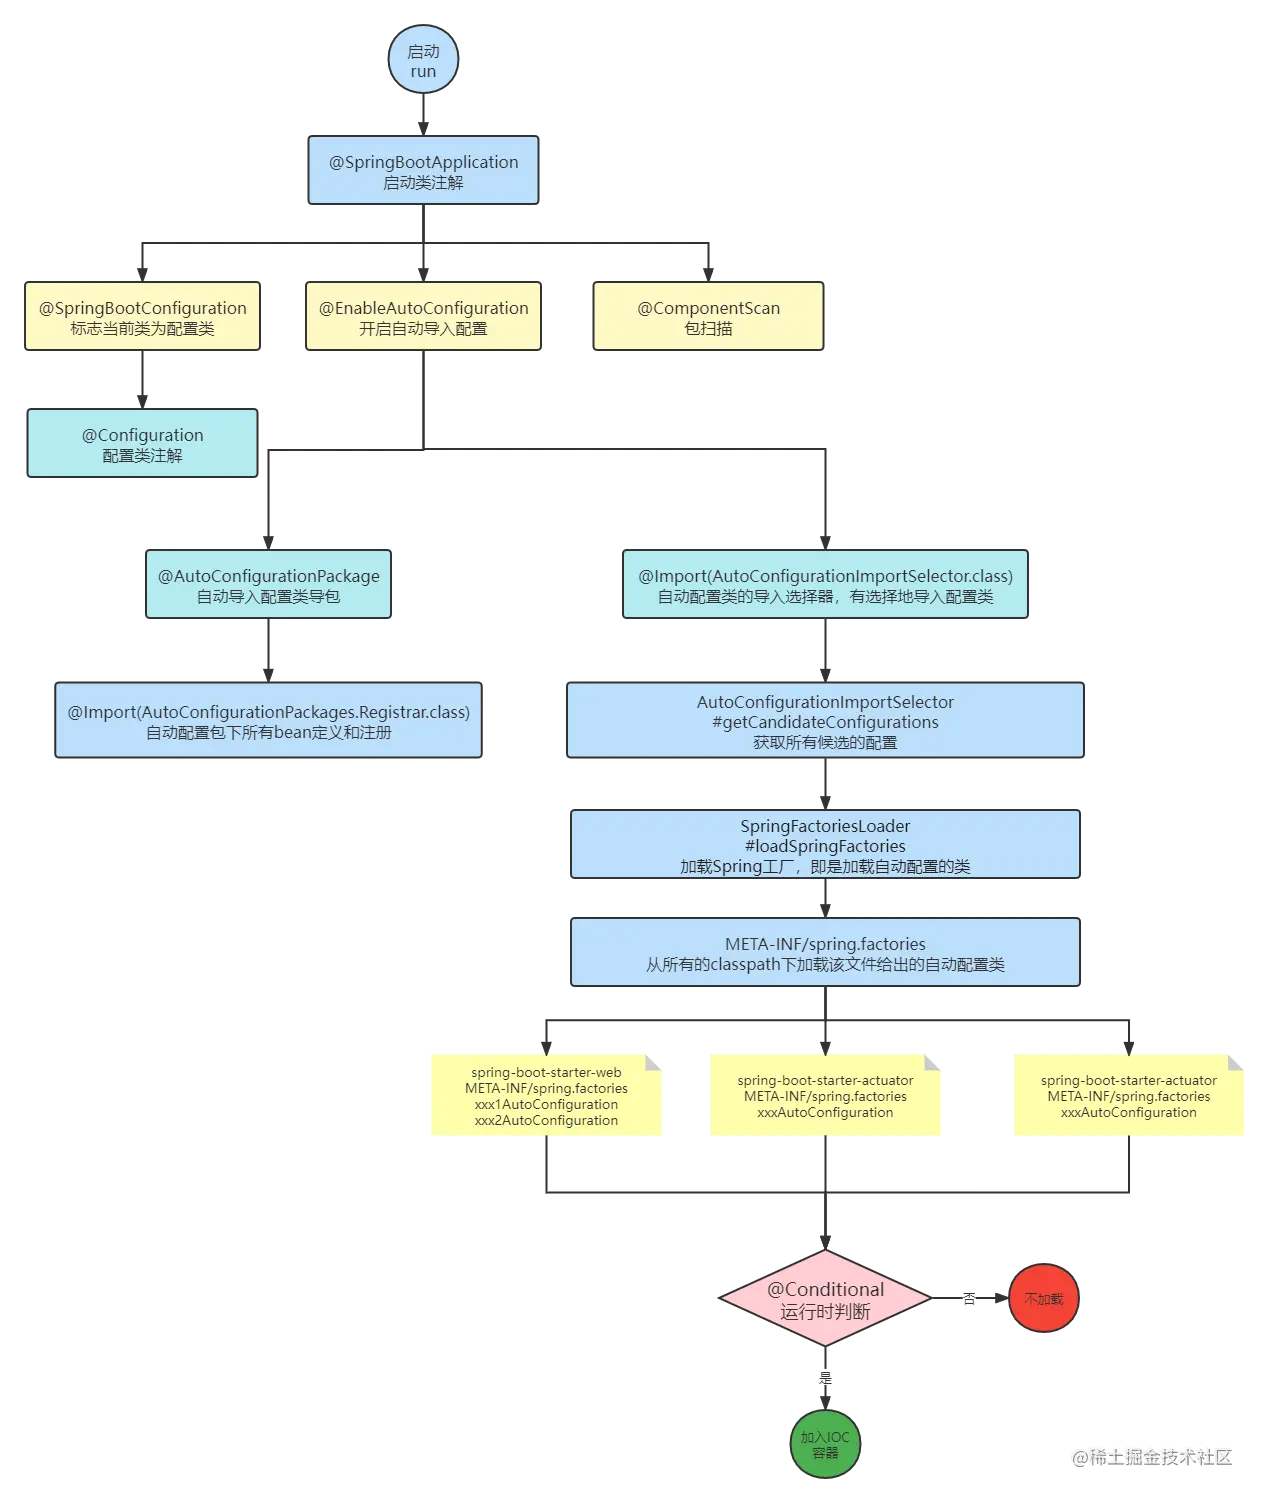 启动
run
@SpringBootApplication
启动类注解
@SpringBootConfiguration
标志当前类为配置类
@EnableAutoConfiguration
开启自动导入配置
@ComponentScan
包扫描
@Configuration
配置类注解
@AutoConfigurationPackage
自动导入配置类导包
@Import(AutoConfigurationImportSelector.class)
自动配置类的导入选择器，有选择地导入配置类
@Import(AutoConfigurationPackages.Registrar.class)
自动配置包下所有bean定义和注册
AutoConfigurationImportSelector
#getCandidateConfigurations
获取所有候选的配置
SpringFactoriesLoader
#loadSpringFactories
加载Spring工厂，即是加载自动配置的类
META-INF/spring.factories
从所有的classpath下加载该文件给出的自动配置类
spring-boot-starter-web
META-INF/spring.factories
xxx1AutoConfiguration
xxx2AutoConfiguration
spring-boot-starter-actuator
META-INF/spring.factories
xxxAutoConfiguration
spring-boot-starter-actuator
META-INF/spring.factories
xxxAutoConfiguration
@Conditional
运行时判断
否
不加载
是
加入IOC
容器
@稀土掘金技术社区